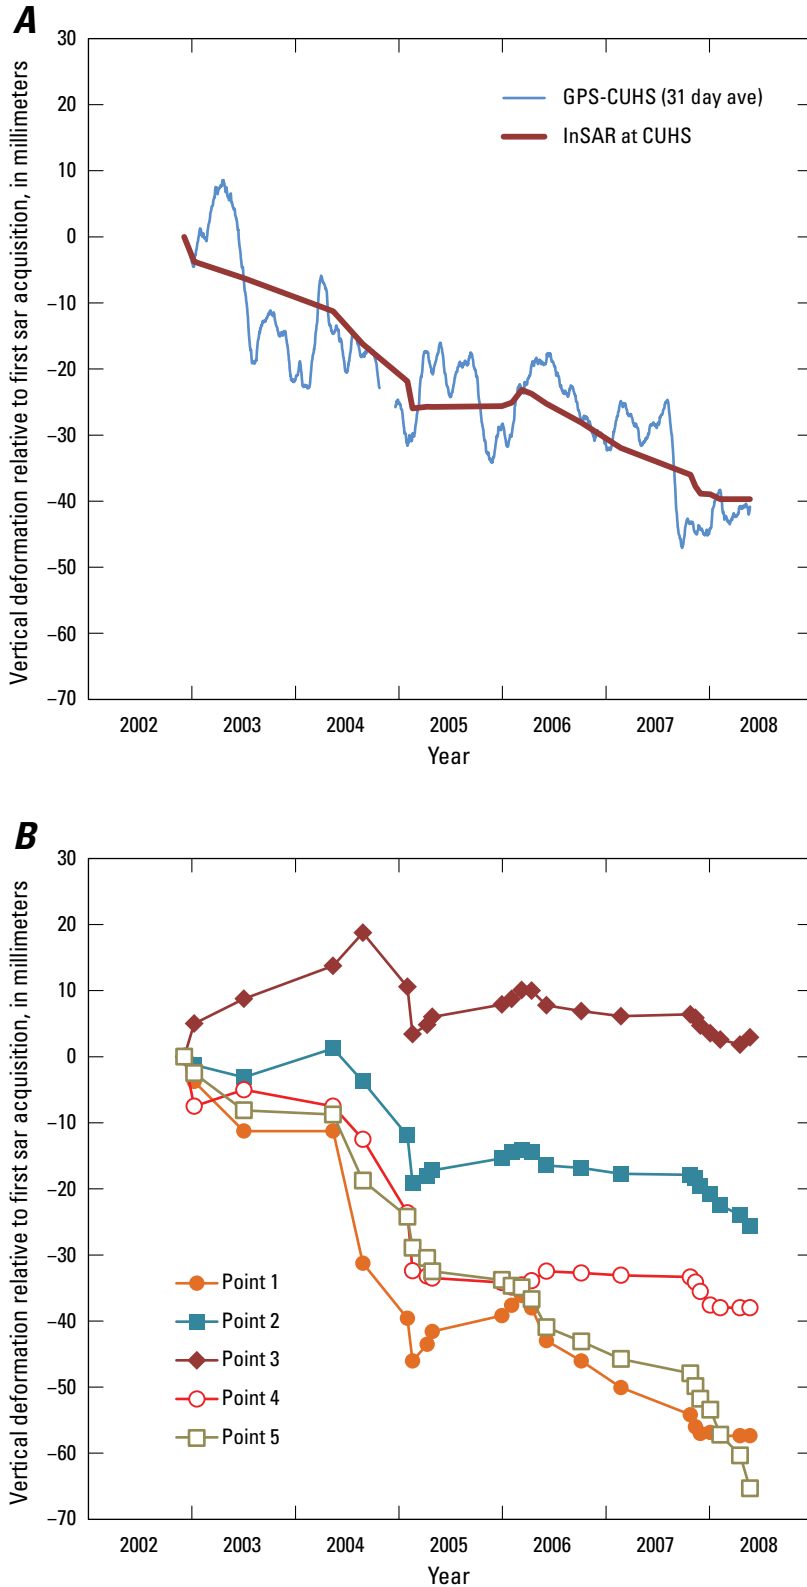 A
Vertical deformation relative to first sar acquisition, in millimeters
30
20
10
0
–10
–20
–30
–40
–50
–60
–70
GPS-CUHS (31 day ave)
InSAR at CUHS
2002 2003 2004 2005 2006 2007 2008
Year
B
Vertical deformation relative to first sar acquisition, in millimeters
30
20
10
0
–10
–20
–30
–40
–50
–60
–70
Point 1
Point 2
Point 3
Point 4
Point 5
2002 2003 2004 2005 2006 2007 2008
Year